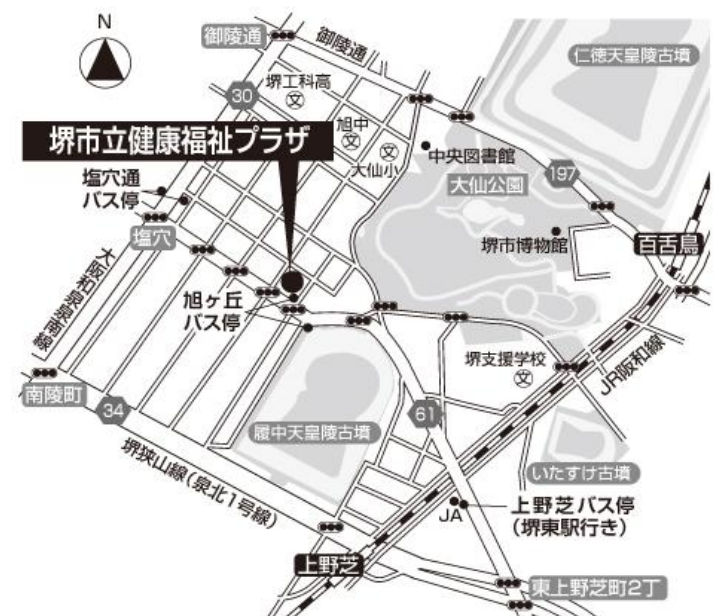 N
御陵通
御陵通
仁徳天皇陵古墳
堺工科高
文
30
旭中
文
文
大仙小
中央図書館
堺市立健康福祉プラザ
大仙公園
197
塩穴通
バス停
塩穴
堺市博物館
百舌鳥
大阪和泉泉南線
旭ヶ丘
バス停
堺支援学校
文
JR阪和線
南陵町
34
61
履中天皇陵古墳
堺狭山線(泉北1号線)
いたすけ古墳
JA
上野芝バス停
(堺東駅行き)
上野芝
東上野芝町2丁